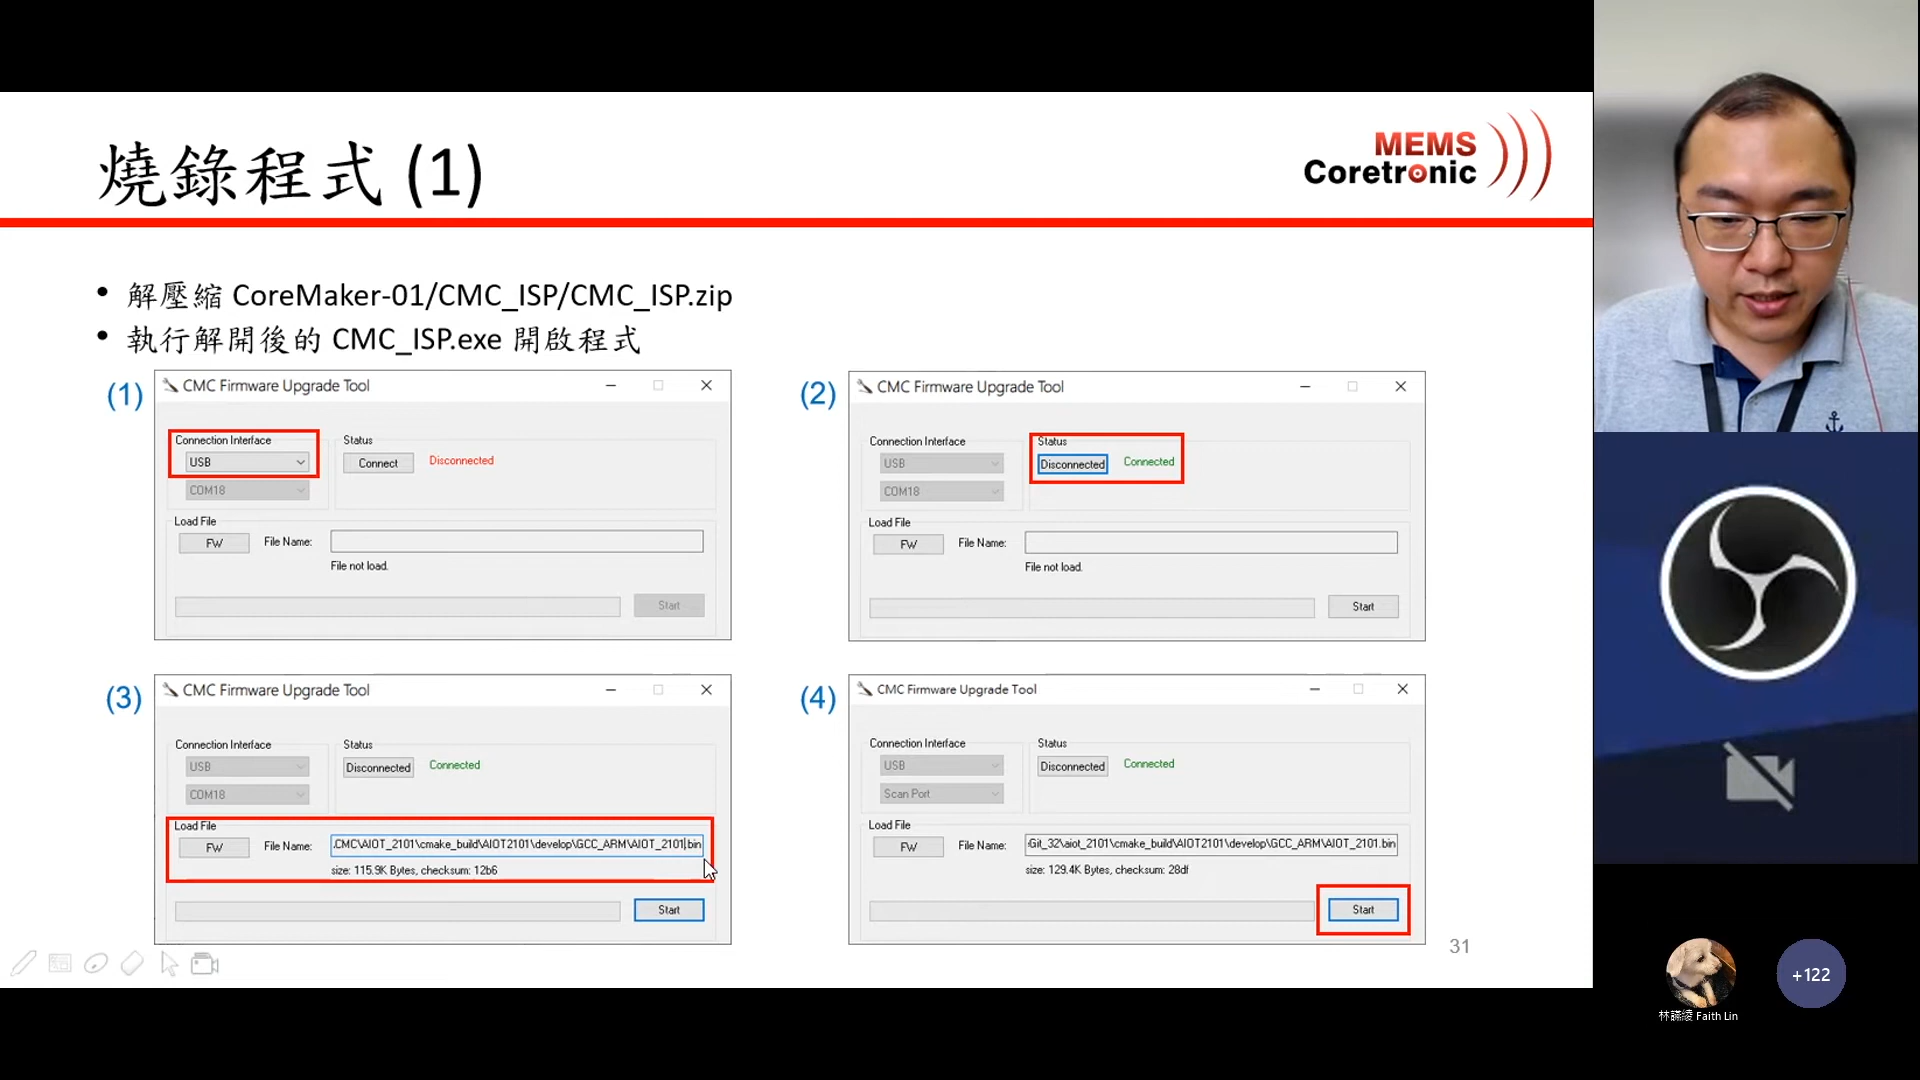 燒錄程式 (1)
MEMS
Coretronic
• 解壓縮 CoreMaker-01/CMC_ISP/CMC_ISP.zip
• 執行解開後的 CMC_ISP.exe 開啟程式
(1)
CMC Firmware Upgrade Tool
Connection Interface
Status
USB
Connect
Disconnected
COM18
Load File
FW
File Name:
File not load.
Start
(2)
CMC Firmware Upgrade Tool
Connection Interface
Status
USB
Disconnected
Connected
COM18
Load File
FW
File Name:
File not load.
Start
(3)
CMC Firmware Upgrade Tool
Connection Interface
Status
USB
Disconnected
Connected
COM18
Load File
FW
File Name:
.CMC\AIOT_2101\cmake_build\AIOT2101\develop\GCC_ARM\AIOT_2101.bin
size: 115.9K Bytes, checksum: 12b6
Start
(4)
CMC Firmware Upgrade Tool
Connection Interface
Status
USB
Disconnected
Connected
Scan Port
Load File
FW
File Name:
Git_32\aiot_2101\cmake_build\AIOT2101\develop\GCC_ARM\AIOT_2101.bin
size: 129.4K Bytes, checksum: 28df
Start
31
+122
Faith Lin